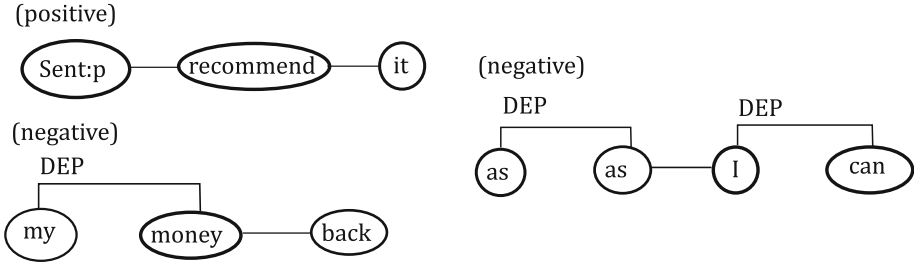 (positive)
Sent:p recommend it
(negative)
DEP
my money back
(negative)
DEP DEP
as as I can